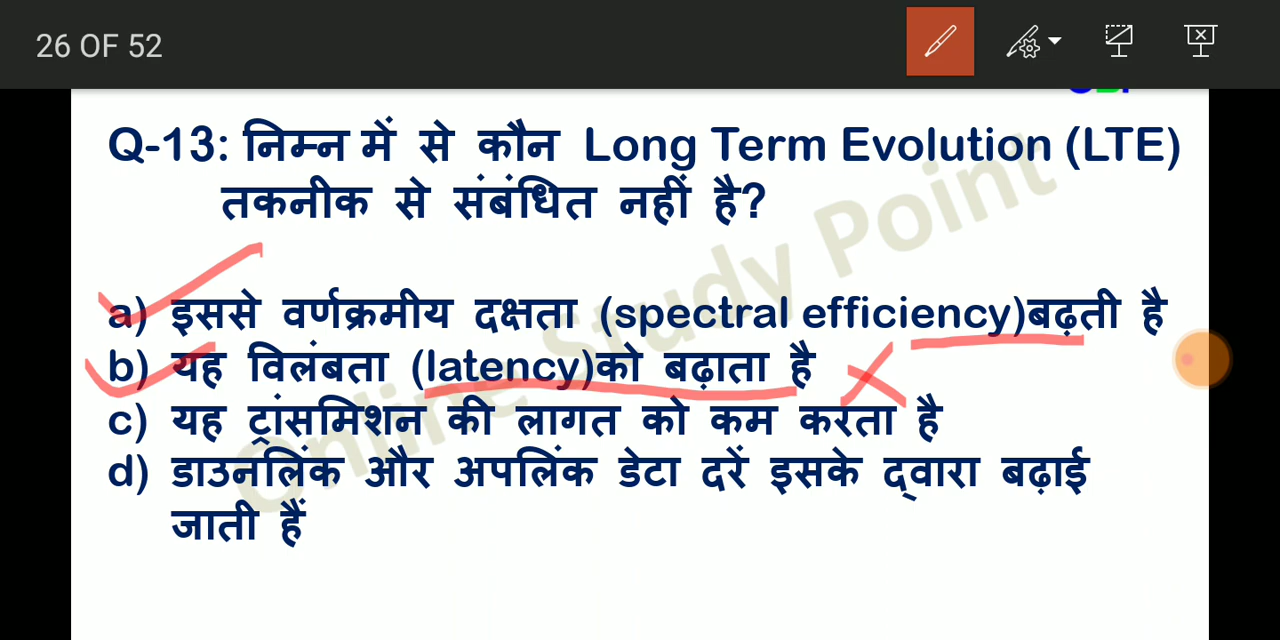 26 OF 52
Q-13: निम्न में से कौन Long Term Evolution (LTE)
तकनीक से संबंधित नहीं है?
a) इससे वर्णक्रमीय दक्षता (spectral efficiency)बढ़ती है
b) यह विलंबता (latency)को बढ़ाता है
c) यह ट्रांसमिशन की लागत को कम करता है
d) डाउनलिंक और अपलिंक डेटा दरें इसके द्वारा बढ़ाई
जाती हैं
Online Study Point